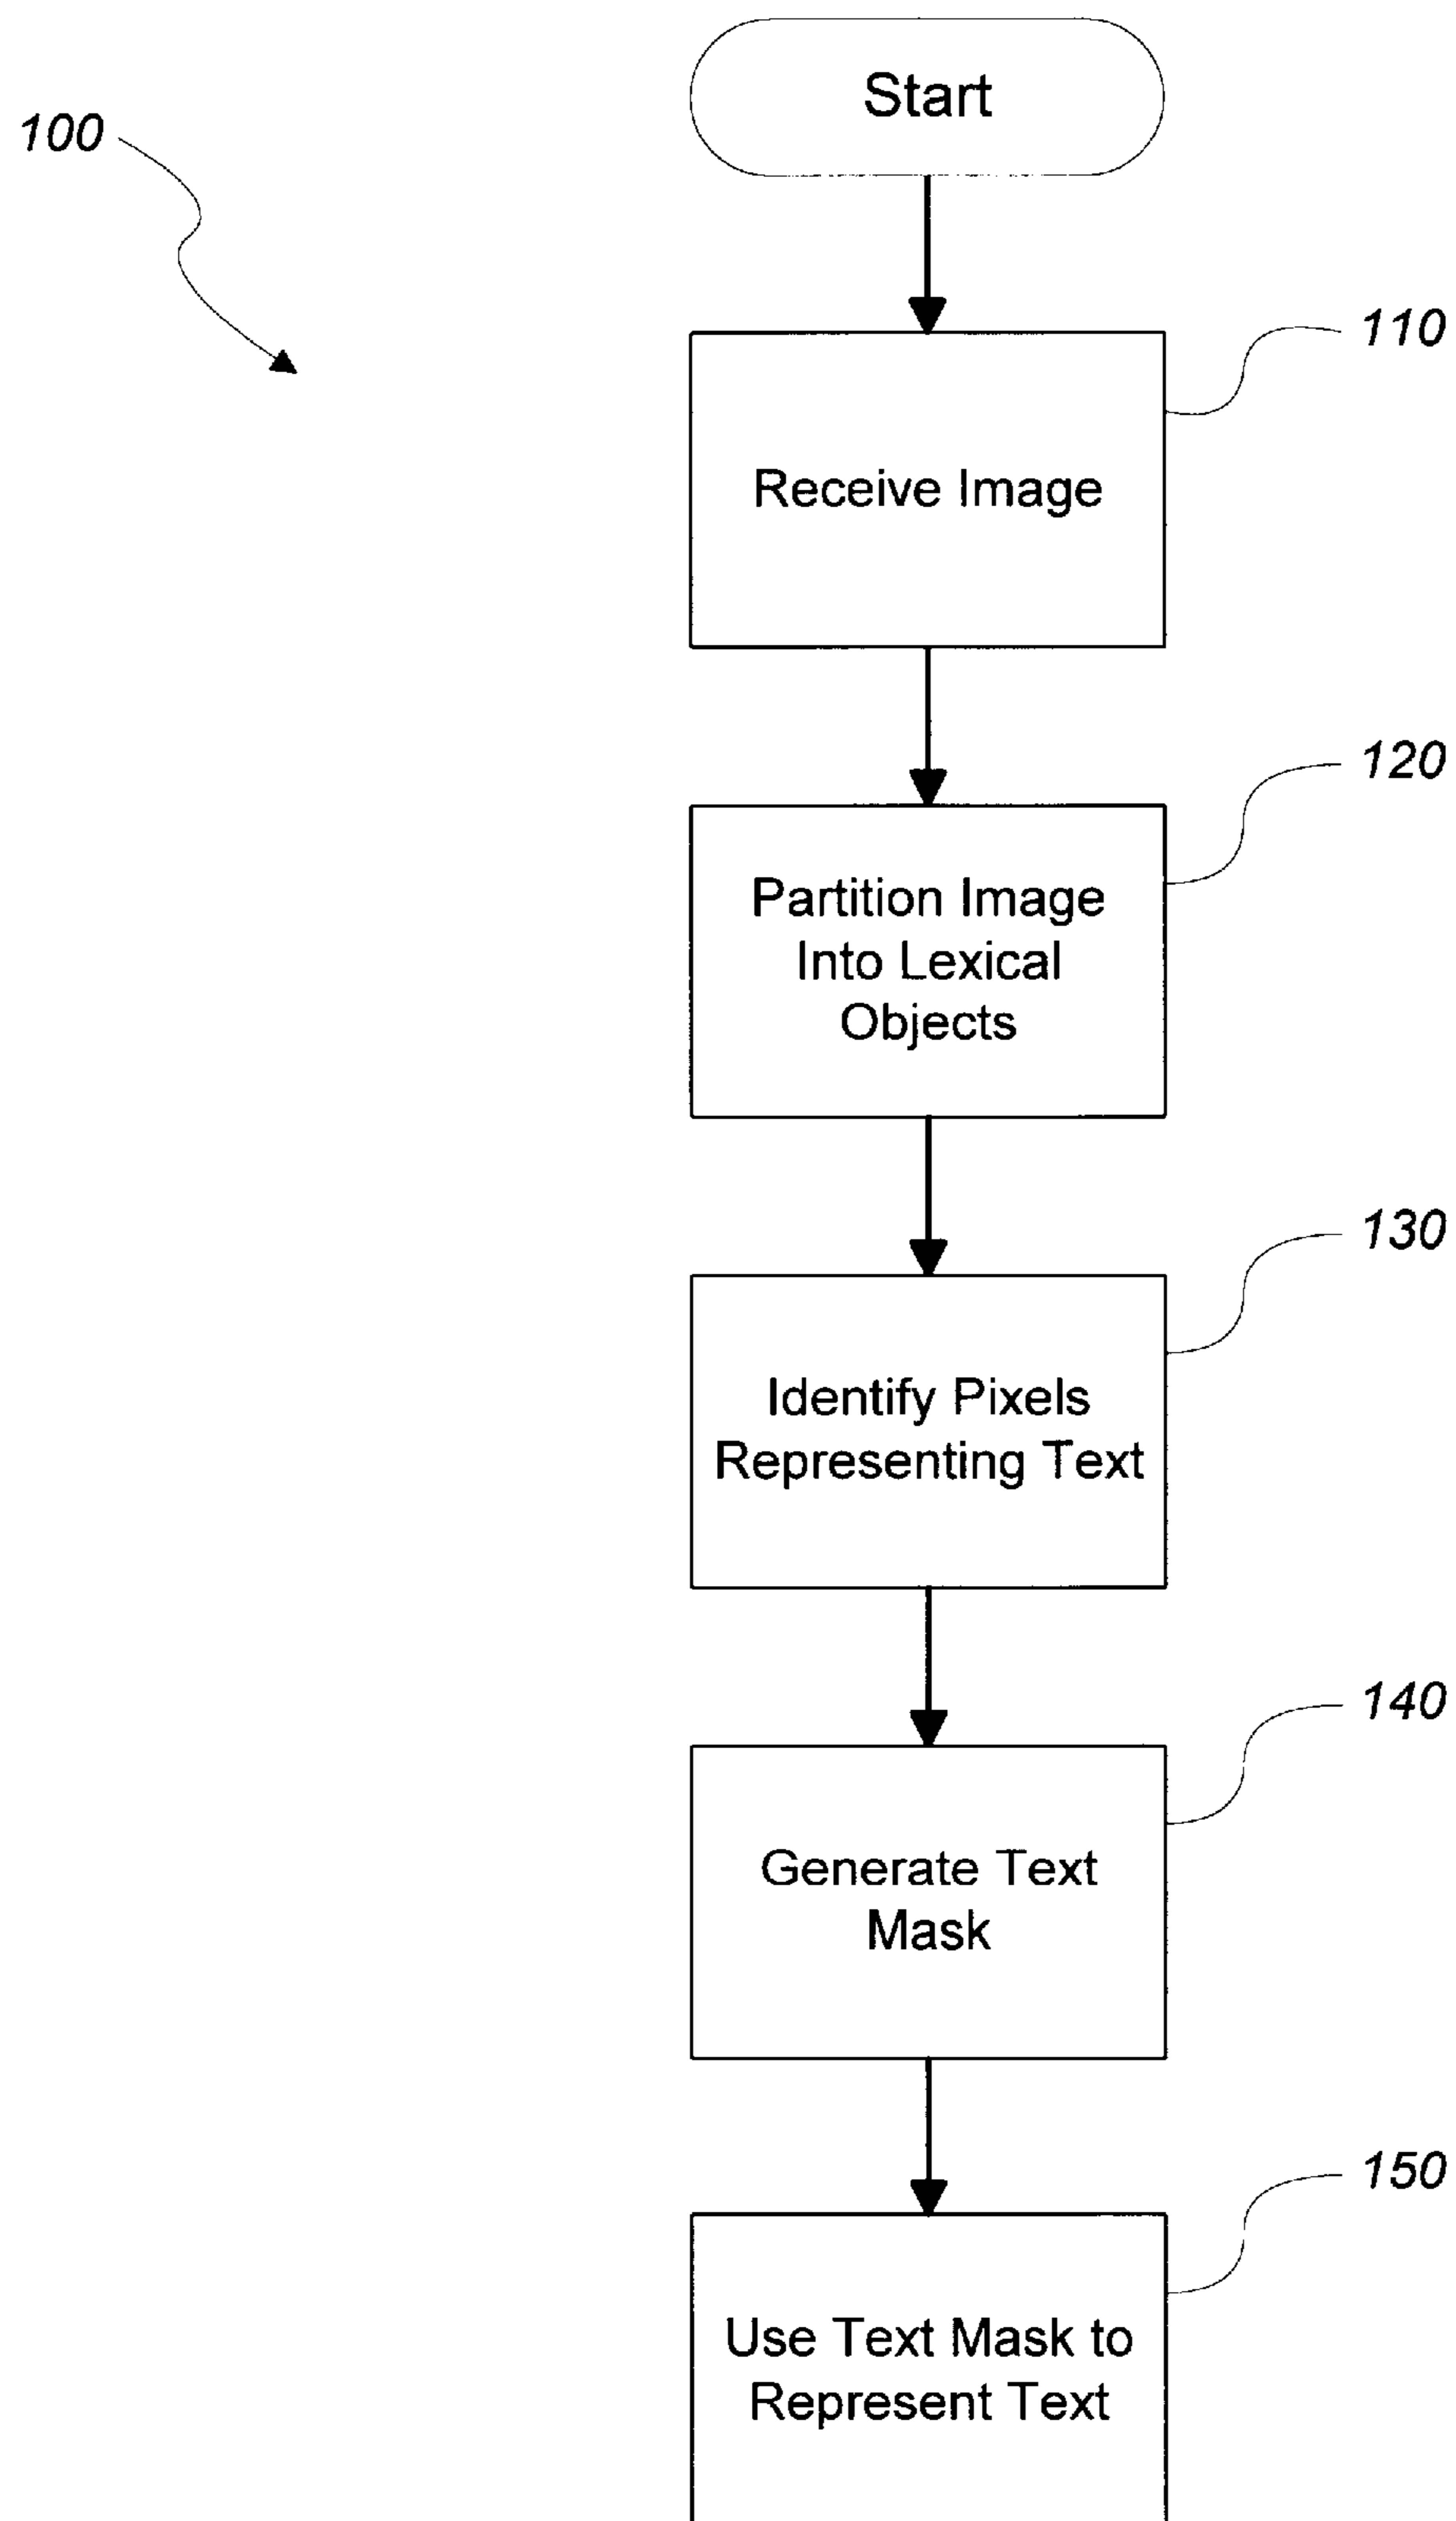 Start
100
110
Receive Image
120
Partition Image
Into Lexical
Objects
130
Identify Pixels
Representing Text
140
Generate Text
Mask
150
Use Text Mask to
Represent Text